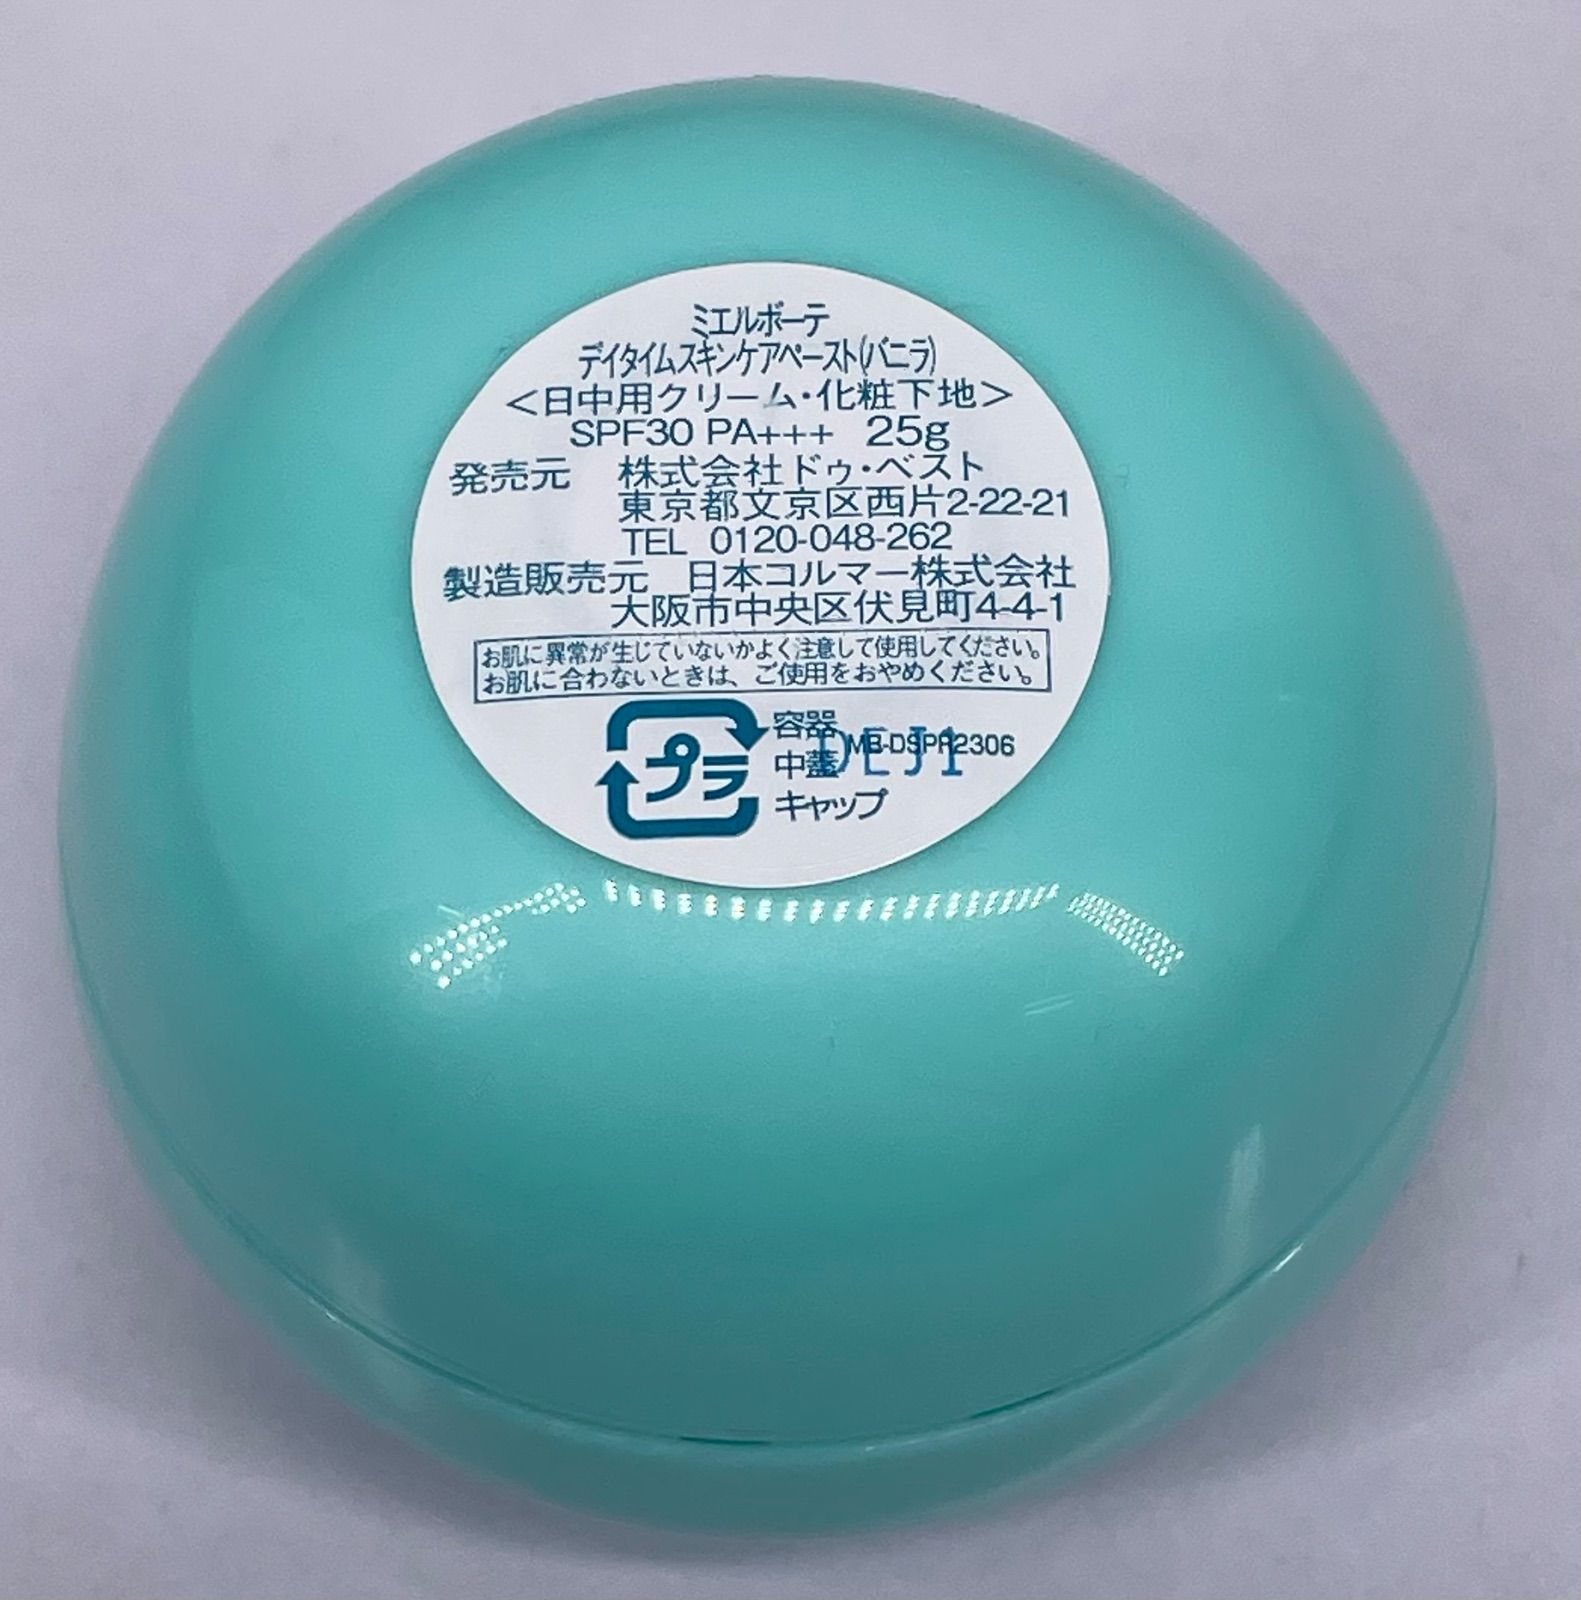 ミエルボーテ
デイタイムスキンケアペースト(バニラ)
＜日中用クリーム・化粧下地＞
SPF30 PA+++ 25g
発売元 株式会社ドゥ・ベスト
東京都文京区西片2-22-21
TEL 0120-048-262
製造販売元 日本コルマー株式会社
大阪市中央区伏見町4-4-1
お肌に異常が生じていないかよく注意して使用してください。
お肌に合わないときは、ご使用をおやめください。
プラ
容器
中蓋
キャップ
MB-DSPR2306
DEJ1